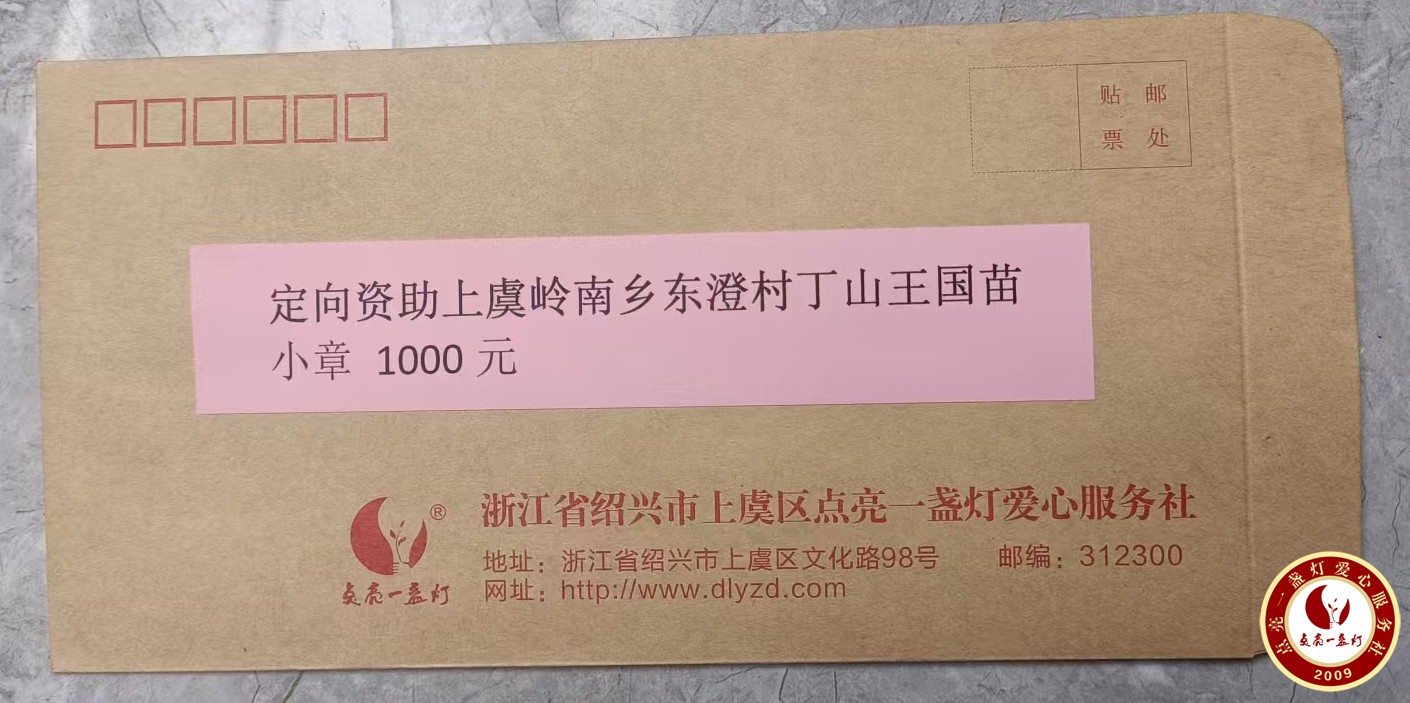 贴 邮
票 处
定向资助上虞岭南乡东澄村丁山王国苗
小章 1000 元
浙江省绍兴市上虞区点亮一盏灯爱心服务社
®
地址：浙江省绍兴市上虞区文化路98号 邮编：312300
点亮一盏灯
网址：http://www.dlyzd.com
点亮一盏灯爱心服务社
点亮一盏灯
2009